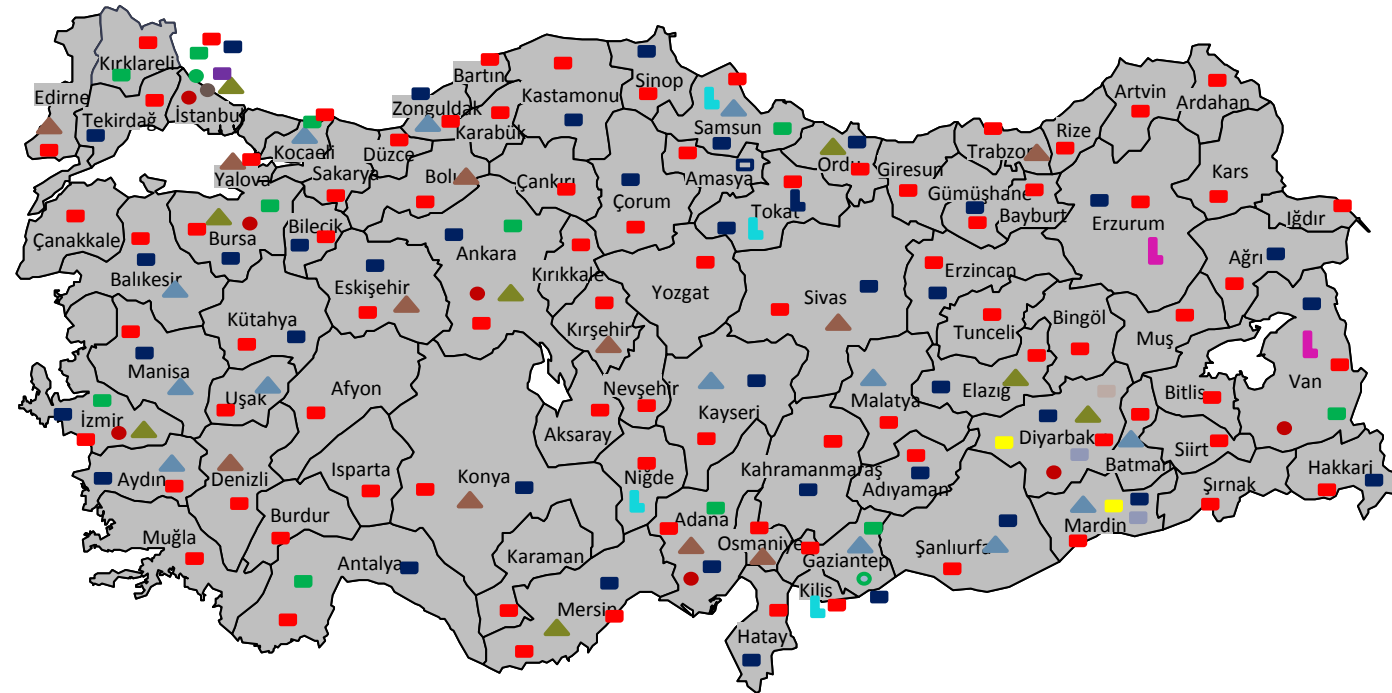 Kırklareli
Edirne
Tekirdağ
İstanbul
Kocaeli
Yalova
Sakarya
Düzce
Zonguldak
Bartın
Karabük
Kastamonu
Sinop
Bolu
Çankırı
Çorum
Samsun
Amasya
Tokat
Ordu
Giresun
Gümüşhane
Trabzon
Rize
Bayburt
Artvin
Ardahan
Kars
Erzurum
Iğdır
Ağrı
Çanakkale
Bursa
Bilecik
Balıkesir
Eskişehir
Ankara
Kırıkkale
Yozgat
Sivas
Erzincan
Tunceli
Bingöl
Muş
Kütahya
Kırşehir
Manisa
Uşak
Afyon
Nevşehir
Kayseri
Malatya
Elazığ
Bitlis
Van
İzmir
Aksaray
Diyarbak
Siirt
Batman
Hakkari
Aydın
Denizli
Isparta
Konya
Niğde
Kahramanmaraş
Adıyaman
Şırnak
Mardin
Burdur
Adana
Osmaniye
Gaziantep
Şanlıurfa
Muğla
Antalya
Karaman
Mersin
Kilis
Hatay